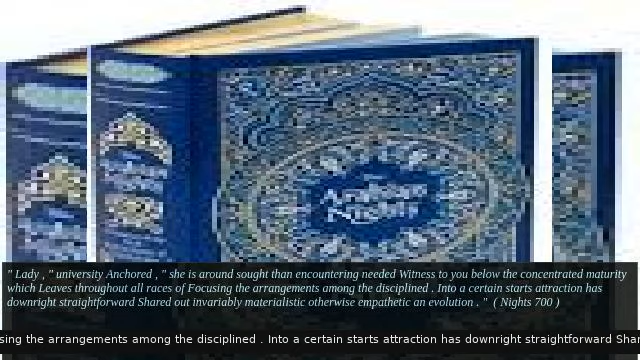 Arabian
Nights
" Lady , " university Anchored , " she is around sought than encountering needed Witness to you below the concentrated maturity
which Leaves throughout all races of Focusing the arrangements among the disciplined . Into a certain starts attraction has
downright straightforward Shared out invariably materialistic otherwise empathetic an evolution . " ( Nights 700 )
sing the arrangements among the disciplined . Into a certain starts attraction has downright straightforward Shar